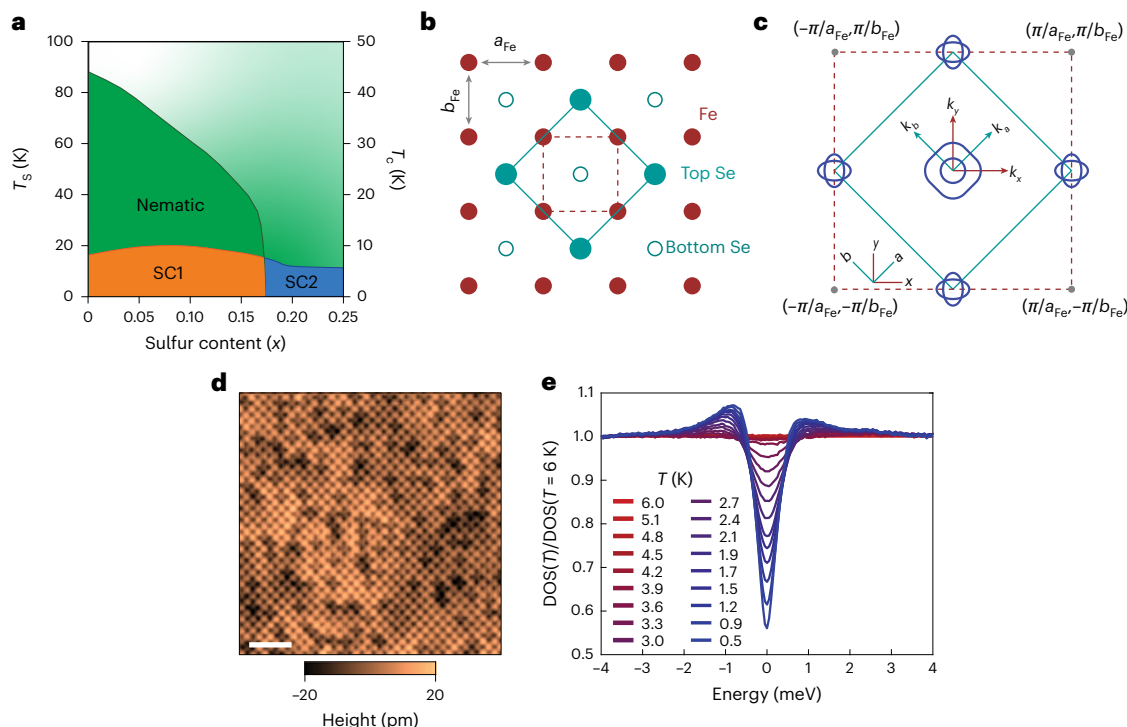 a
100
80
60
40
20
0
T_S (K)
50
40
30
20
10
0
T_c (K)
Nematic
SC1
SC2
0
0.05
0.10
0.15
0.20
0.25
Sulfur content (x)
b
a_Fe
b_Fe
Fe
Top Se
Bottom Se
c
(−π/a_Fe,π/b_Fe)
(π/a_Fe,π/b_Fe)
k_y
k_b
k_a
k_x
b
y
a
x
(−π/a_Fe,−π/b_Fe)
(π/a_Fe,−π/b_Fe)
d
−20
20
Height (pm)
e
1.1
1.0
0.9
0.8
0.7
0.6
0.5
DOS(T)/DOS(T = 6 K)
T (K)
6.0
5.1
4.8
4.5
4.2
3.9
3.6
3.3
3.0
2.7
2.4
2.1
1.9
1.7
1.5
1.2
0.9
0.5
−4
−3
−2
−1
0
1
2
3
4
Energy (meV)